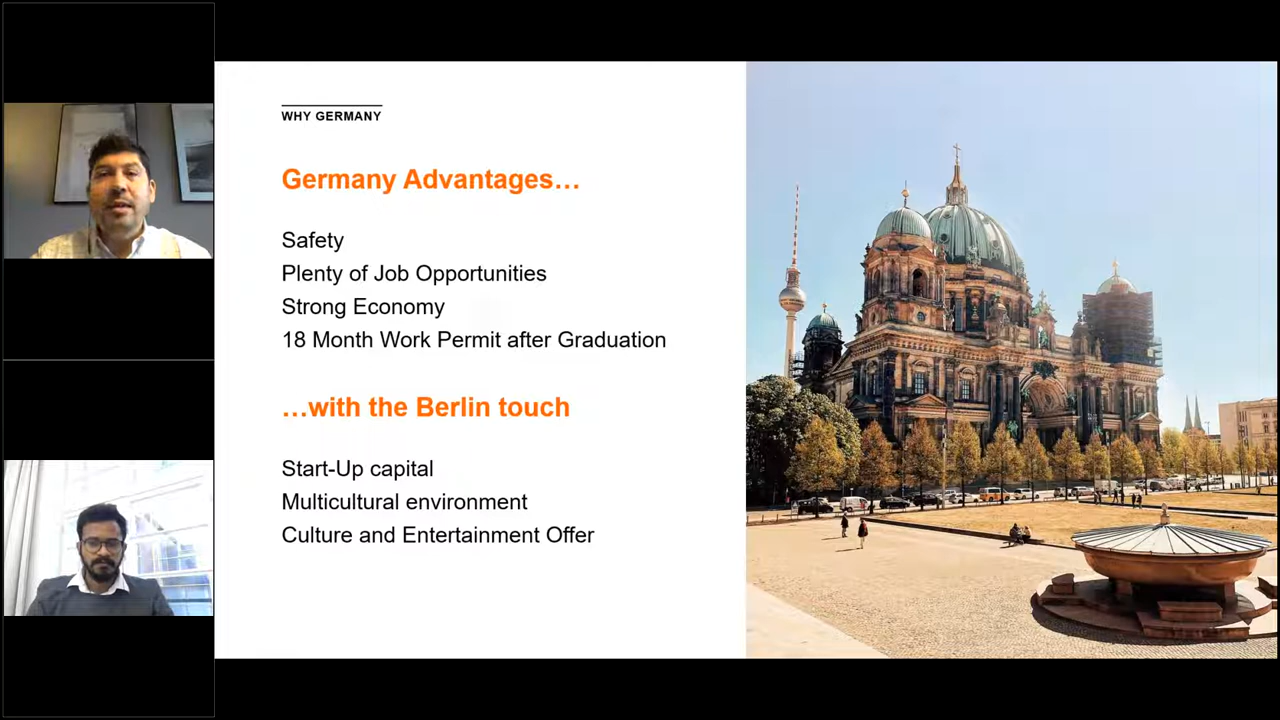 WHY GERMANY
Germany Advantages…
Safety
Plenty of Job Opportunities
Strong Economy
18 Month Work Permit after Graduation
…with the Berlin touch
Start-Up capital
Multicultural environment
Culture and Entertainment Offer